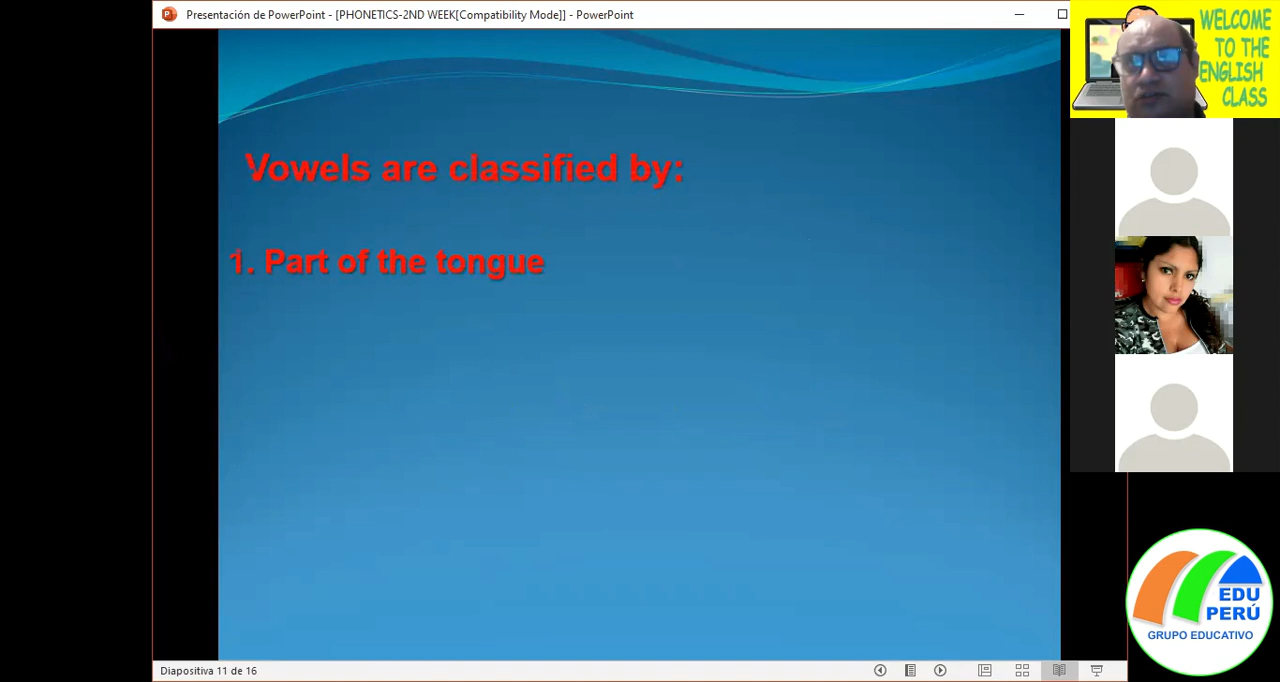 Presentación de PowerPoint - [PHONETICS-2ND WEEK[Compatibility Mode]] - PowerPoint
WELCOME
TO THE
ENGLISH
CLASS
Vowels are classified by:
1. Part of the tongue
EDU
PERÚ
GRUPO EDUCATIVO
Diapositiva 11 de 16